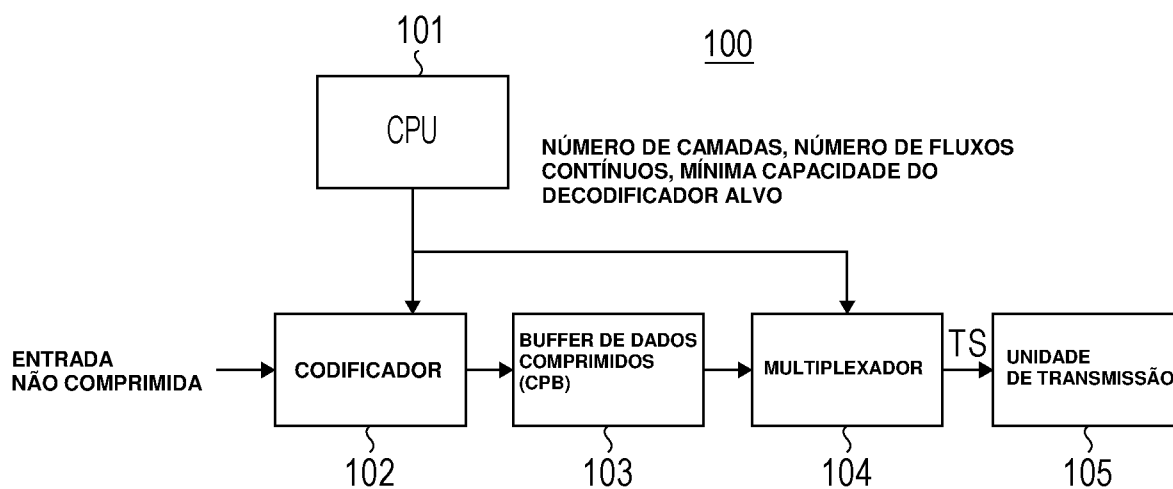 101
100
CPU
NÚMERO DE CAMADAS, NÚMERO DE FLUXOS
CONTÍNUOS, MÍNIMA CAPACIDADE DO
DECODIFICADOR ALVO
ENTRADA
NÃO COMPRIMIDA
CODIFICADOR
BUFFER DE DADOS
COMPRIMIDOS
(CPB)
MULTIPLEXADOR
TS
UNIDADE
DE TRANSMISSÃO
102
103
104
105